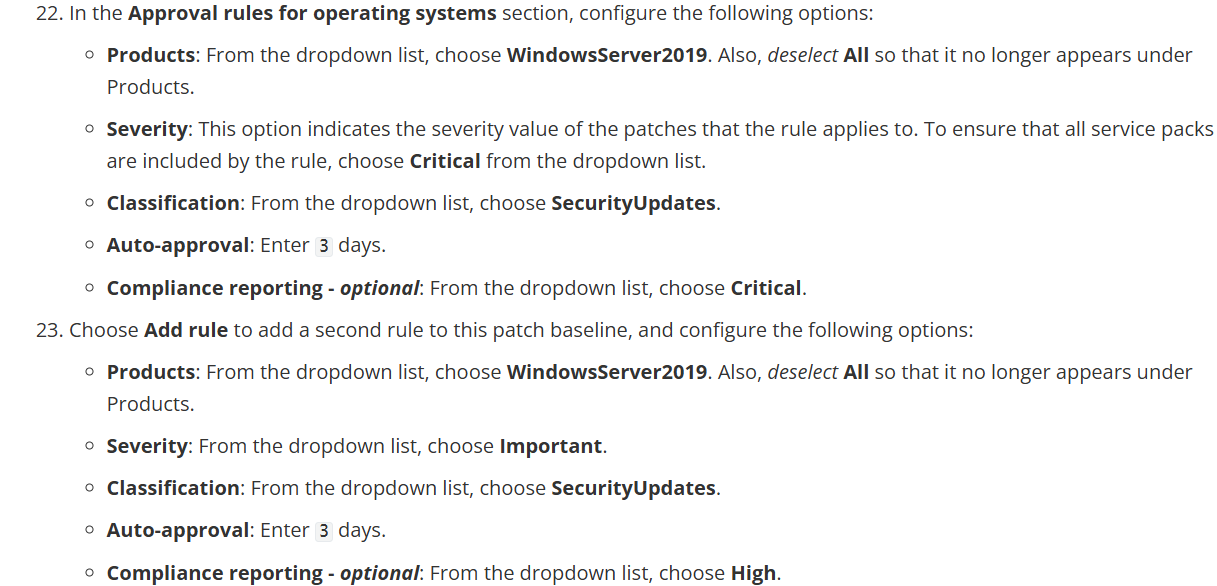 22. In the Approval rules for operating systems section, configure the following options:
Products: From the dropdown list, choose WindowsServer2019. Also, deselect All so that it no longer appears under
Products.
Severity: This option indicates the severity value of the patches that the rule applies to. To ensure that all service packs
are included by the rule, choose Critical from the dropdown list.
Classification: From the dropdown list, choose SecurityUpdates.
Auto-approval: Enter 3 days.
Compliance reporting - optional: From the dropdown list, choose Critical.
23. Choose Add rule to add a second rule to this patch baseline, and configure the following options:
Products: From the dropdown list, choose WindowsServer2019. Also, deselect All so that it no longer appears under
Products.
Severity: From the dropdown list, choose Important.
Classification: From the dropdown list, choose SecurityUpdates.
Auto-approval: Enter 3 days.
Compliance reporting - optional: From the dropdown list, choose High.